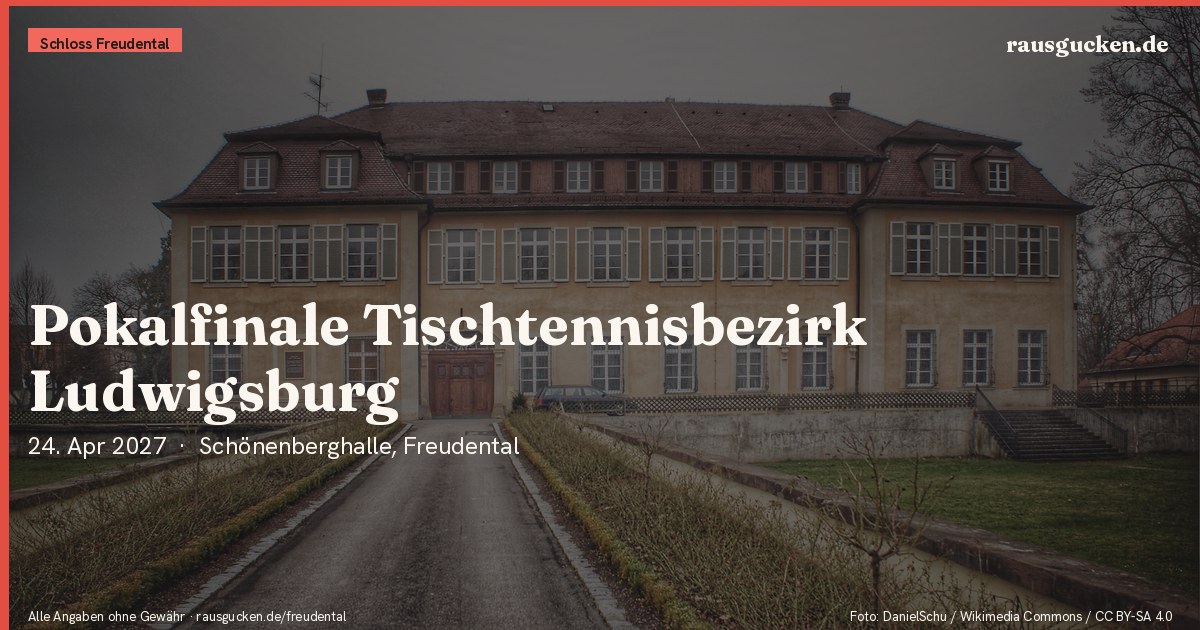 Schloss Freudental
rausgucken.de
Pokalfinale Tischtennisbezirk
Ludwigsburg
24. Apr 2027 · Schönenberghalle, Freudental
Alle Angaben ohne Gewähr · rausgucken.de/freudental
Foto: DanielSchu / Wikimedia Commons / CC BY-SA 4.0